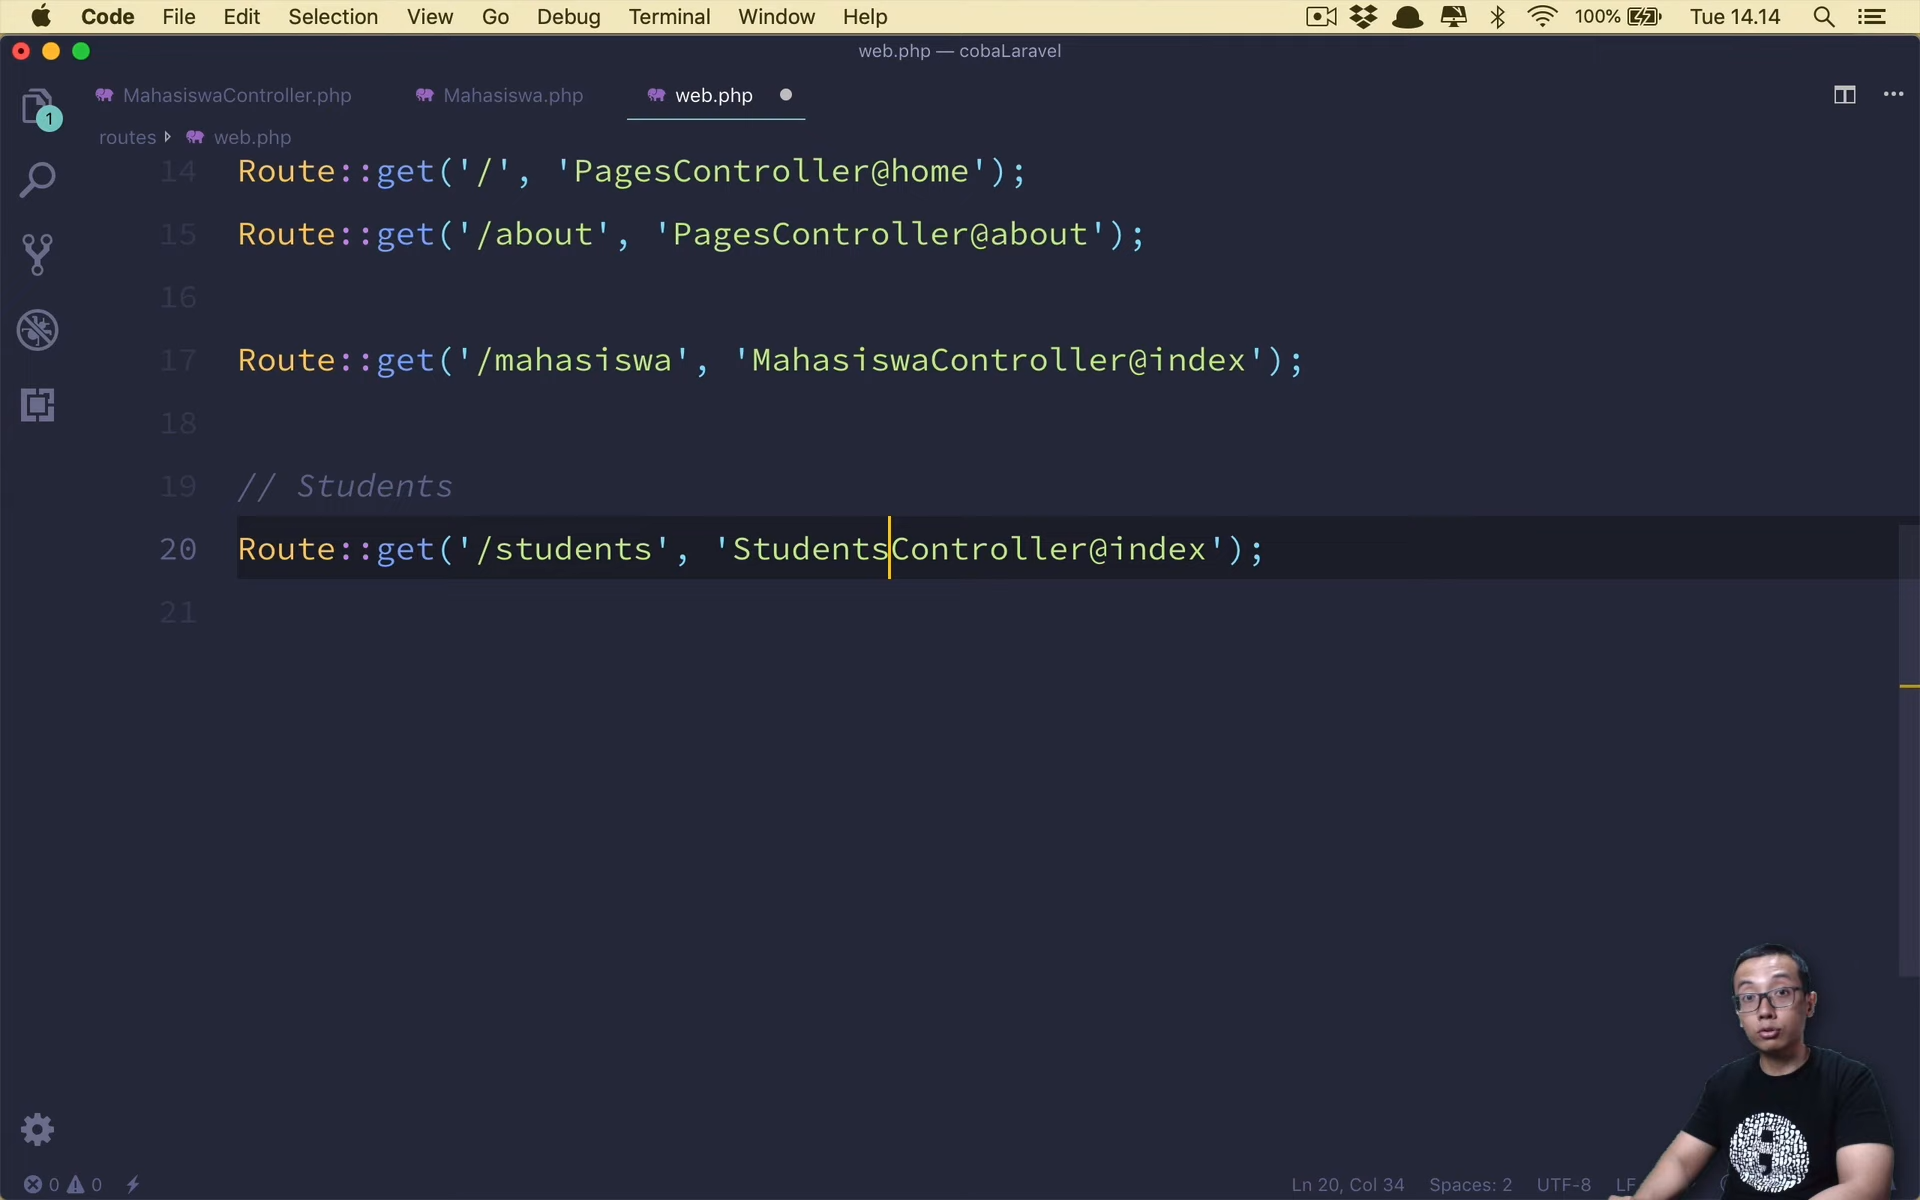 Code File Edit Selection View Go Debug Terminal Window Help 100% Tue 14.14
web.php — cobaLaravel
1 MahasiswaController.php Mahasiswa.php web.php
routes web.php
14 Route::get('/', 'PagesController@home');
15 Route::get('/about', 'PagesController@about');
16
17 Route::get('/mahasiswa', 'MahasiswaController@index');
18
19 // Students
20 Route::get('/students', 'StudentsController@index');
21
0 0 Ln 20, Col 34 Spaces: 2 UTF-8 LF